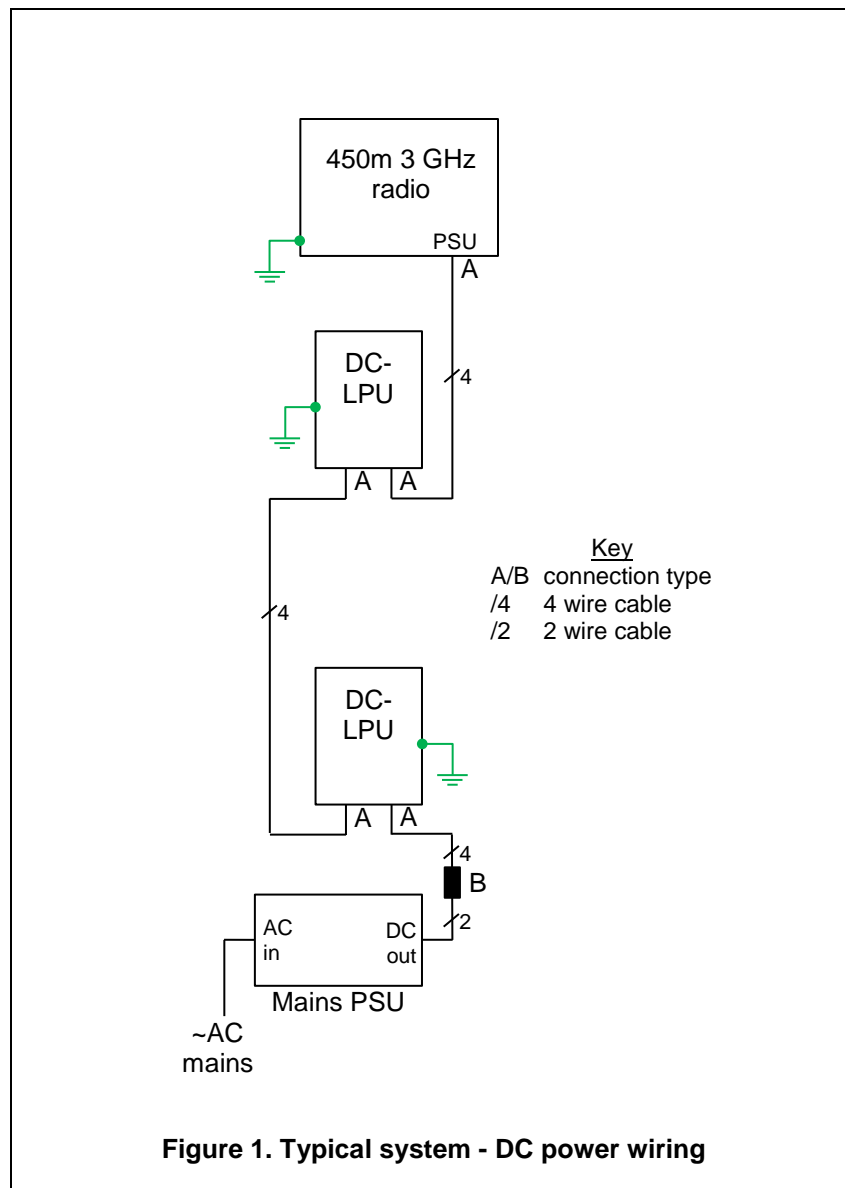 450m 3 GHz
radio
PSU
A
4
DC-
LPU
A A
4
Key
A/B connection type
/4 4 wire cable
/2 2 wire cable
DC-
LPU
A A
4
B
2
AC
in
DC
out
Mains PSU
~AC
mains
Figure 1. Typical system - DC power wiring